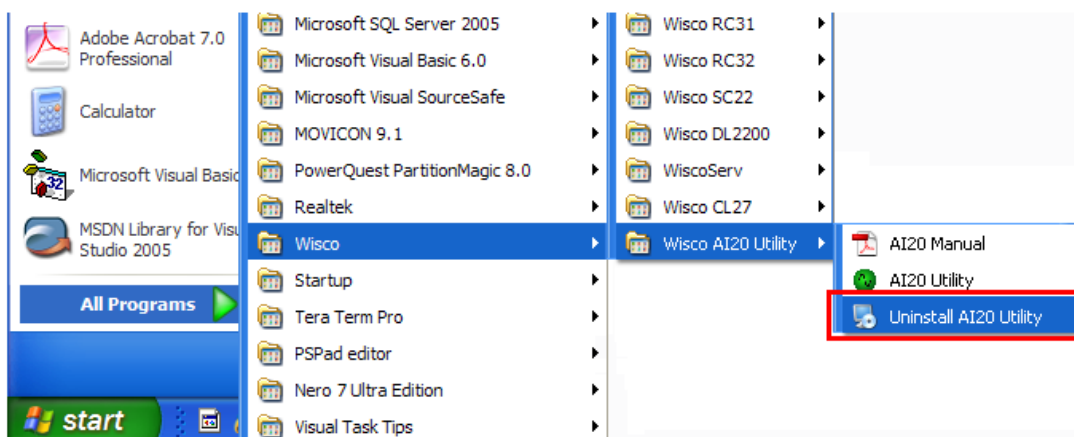 Adobe Acrobat 7.0
Professional
Calculator
Microsoft Visual Basic
MSDN Library for Visu
Studio 2005
All Programs
start
Microsoft SQL Server 2005
Microsoft Visual Basic 6.0
Microsoft Visual SourceSafe
MOVICON 9.1
PowerQuest PartitionMagic 8.0
Realtek
Wisco
Startup
Tera Term Pro
PSPad editor
Nero 7 Ultra Edition
Visual Task Tips
Wisco RC31
Wisco RC32
Wisco SC22
Wisco DL2200
WiscoServ
Wisco CL27
Wisco AI20 Utility
AI20 Manual
AI20 Utility
Uninstall AI20 Utility